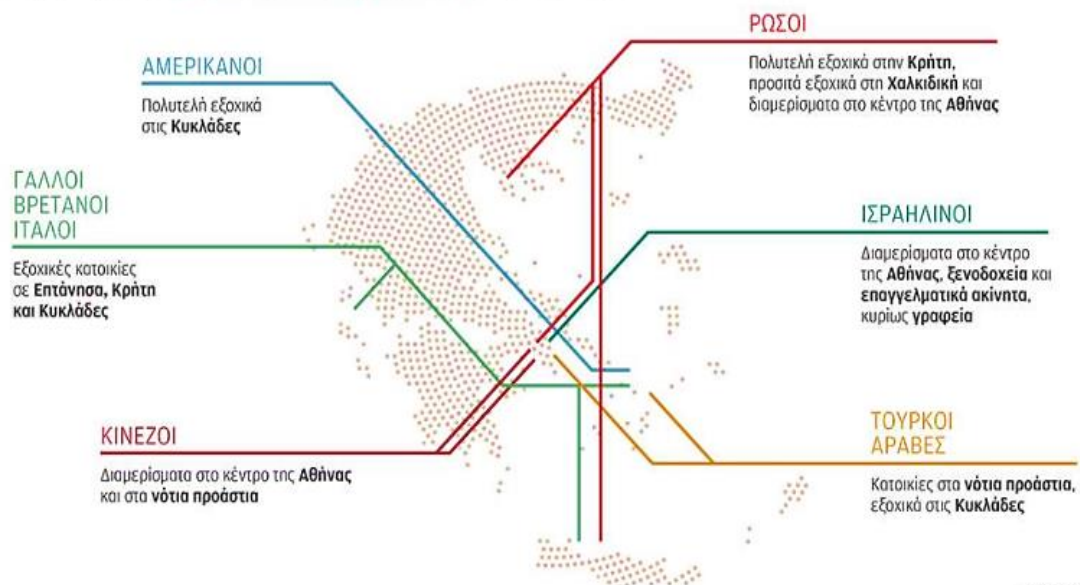 ΡΩΣΟΙ
Πολυτελή εξοχικά στην Κρήτη,
προσιτά εξοχικά στη Χαλκιδική και
διαμερίσματα στο κέντρο της Αθήνας
ΑΜΕΡΙΚΑΝΟΙ
Πολυτελή εξοχικά
στις Κυκλάδες
ΓΑΛΛΟΙ
ΒΡΕΤΑΝΟΙ
ΙΤΑΛΟΙ
Εξοχικές κατοικίες
σε Επτάνησα, Κρήτη
και Κυκλάδες
ΙΣΡΑΗΛΙΝΟΙ
Διαμερίσματα στο κέντρο
της Αθήνας, ξενοδοχεία και
επαγγελματικά ακίνητα,
κυρίως γραφεία
ΚΙΝΕΖΟΙ
Διαμερίσματα στο κέντρο της Αθήνας
και στα νότια προάστια
ΤΟΥΡΚΟΙ
ΑΡΑΒΕΣ
Κατοικίες στα νότια προάστια,
εξοχικά στις Κυκλάδες